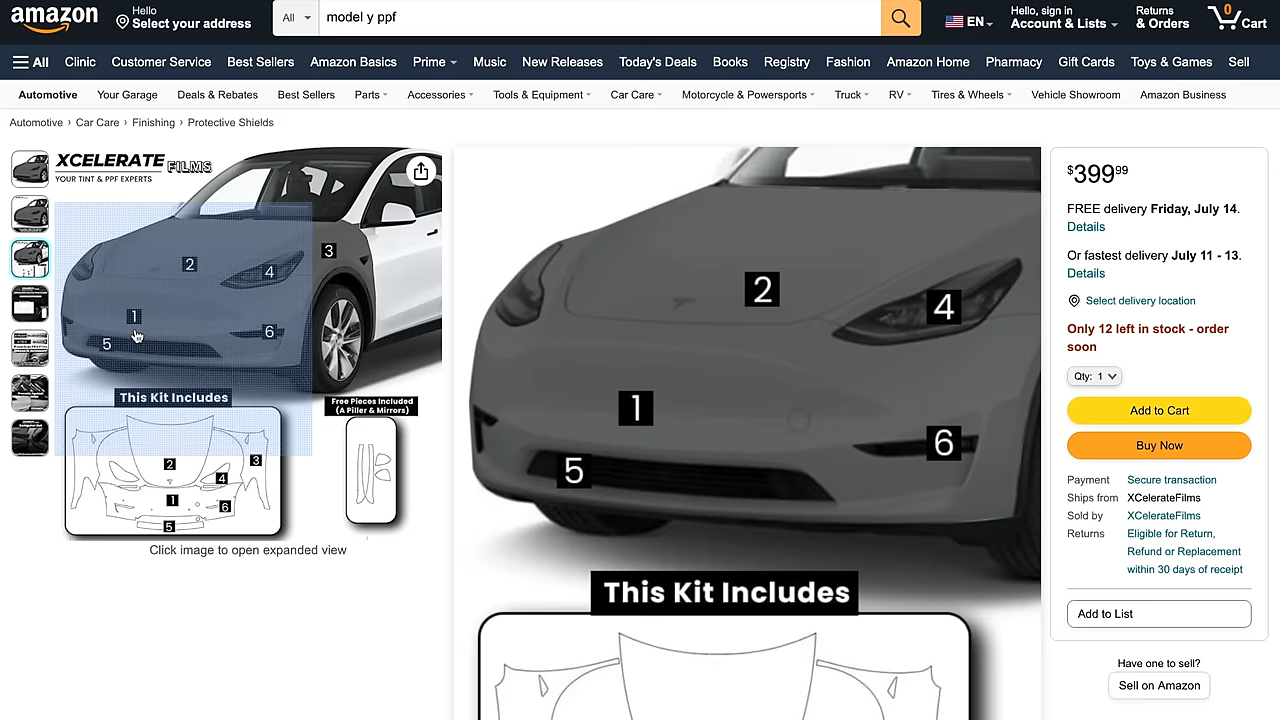 amazon
Hello
Select your address
All
model y ppf
EN
Hello, sign in
Account & Lists
Returns
& Orders
0
Cart
All
Clinic
Customer Service
Best Sellers
Amazon Basics
Prime
Music
New Releases
Today's Deals
Books
Registry
Fashion
Amazon Home
Pharmacy
Gift Cards
Toys & Games
Sell
Automotive
Your Garage
Deals & Rebates
Best Sellers
Parts
Accessories
Tools & Equipment
Car Care
Motorcycle & Powersports
Truck
RV
Tires & Wheels
Vehicle Showroom
Amazon Business
Automotive › Car Care › Finishing › Protective Shields
XCELERATE FILMS
YOUR TINT & PPF EXPERTS
3
2
4
1
6
5
This Kit Includes
Free Pieces Included
(A Piller & Mirrors)
2
3
4
1
6
5
Click image to open expanded view
2
4
1
6
5
This Kit Includes
$399 99
FREE delivery Friday, July 14.
Details
Or fastest delivery July 11 - 13.
Details
Select delivery location
Only 12 left in stock - order
soon
Qty: 1
Add to Cart
Buy Now
Payment Secure transaction
Ships from XCelerateFilms
Sold by XCelerateFilms
Returns Eligible for Return,
Refund or Replacement
within 30 days of receipt
Add to List
Have one to sell?
Sell on Amazon